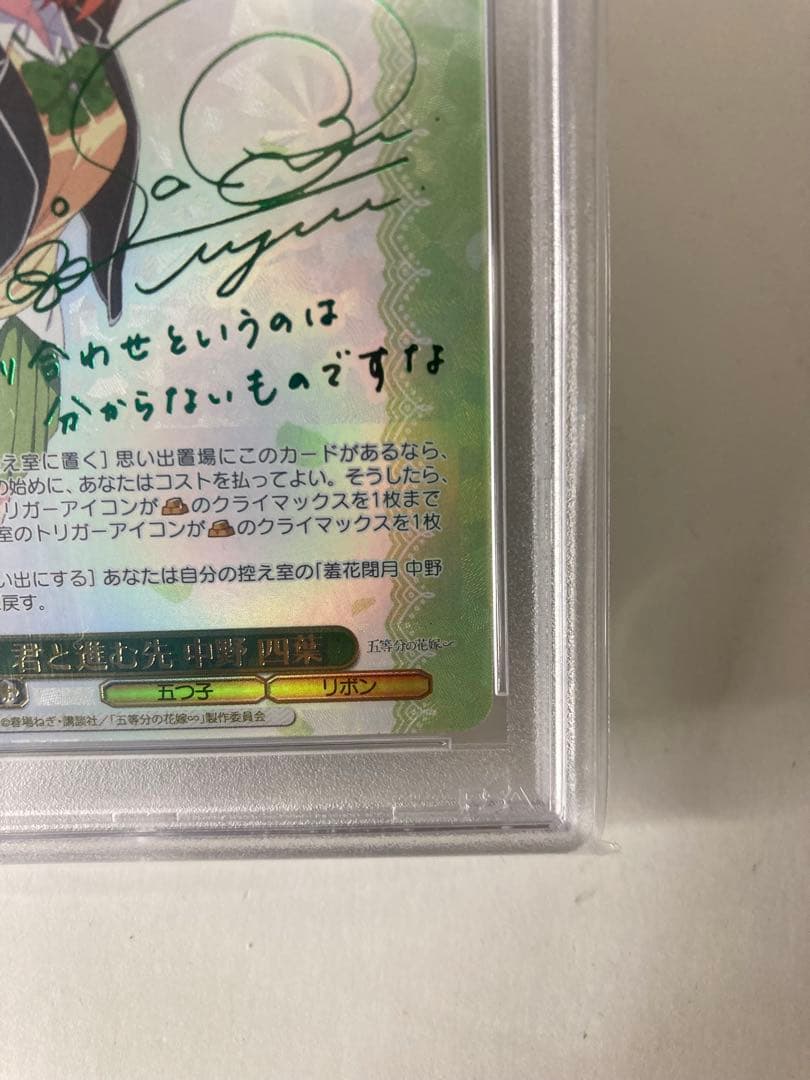 り合わせというのは
分からないものですな
え室に置く］思い出置場にこのカードがあるなら、
の始めに、あなたはコストを払ってよい。そうしたら、
リガーアイコンが のクライマックスを1枚まで
室のトリガーアイコンが のクライマックスを1枚
い出にする］あなたは自分の控え室の「羞花閉月 中野
戻す。
君と進む先 中野 四葉
五等分の花嫁∽
五つ子
リボン
©春場ねぎ・講談社／「五等分の花嫁∽」製作委員会
PSA